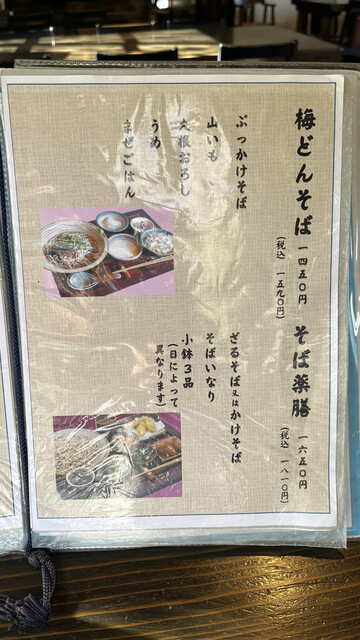 梅どんそば 一四五〇円
(税込 一五九〇円)
ぶっかけそば
山いも
大根おろし
うめ
まぜごはん
そば薬膳 一六五〇円
(税込 一八一〇円)
ざるそば又はかけそば
そばいなり
小鉢3品
(日によって
異なります)